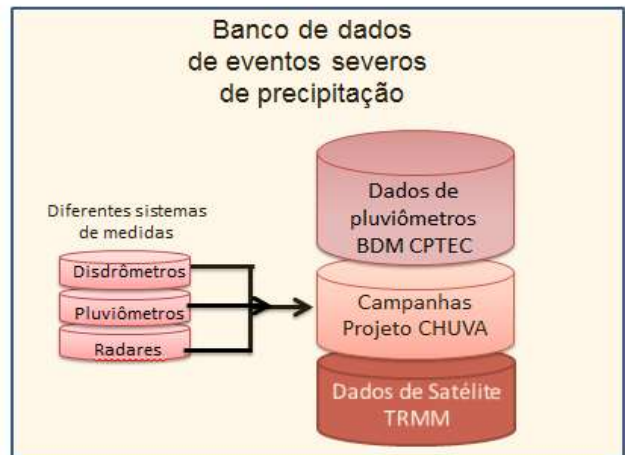 Banco de dados
de eventos severos
de precipitação
Diferentes sistemas
de medidas
Disdrômetros
Pluviômetros
Radares
Dados de
pluviômetros
BDM CPTEC
Campanhas
Projeto CHUVA
Dados de Satélite
TRMM